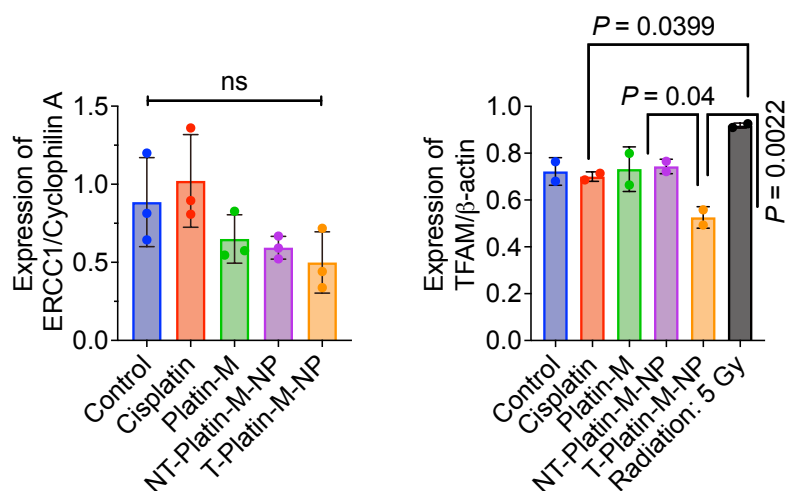 ns
Expression of
ERCC1/Cyclophilin A
1.5
1.0
0.5
0.0
Control
Cisplatin
Platin-M
NT-Platin-M-NP
T-Platin-M-NP
P = 0.0399
P = 0.04
P = 0.0022
Expression of
TFAM/β-actin
1.0
0.8
0.6
0.4
0.2
0.0
Control
Cisplatin
Platin-M
NT-Platin-M-NP
T-Platin-M-NP
Radiation: 5 Gy